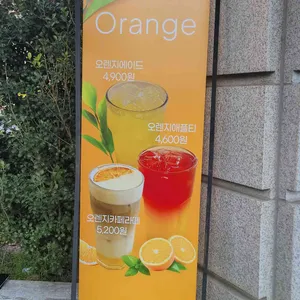 Orange
오렌지에이드
4,900원
오렌지애플티
4,600원
오렌지카페라떼
5,200원